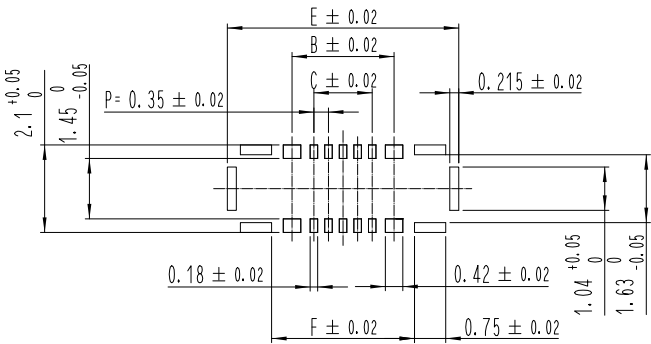 E ± 0.02
B ± 0.02
C ± 0.02
P= 0.35 ± 0.02
0.215 ± 0.02
2.1 +0.05 0
1.45 0 -0.05
0.18 ± 0.02
0.42 ± 0.02
1.04 +0.05 0
1.63 0 -0.05
F ± 0.02
0.75 ± 0.02